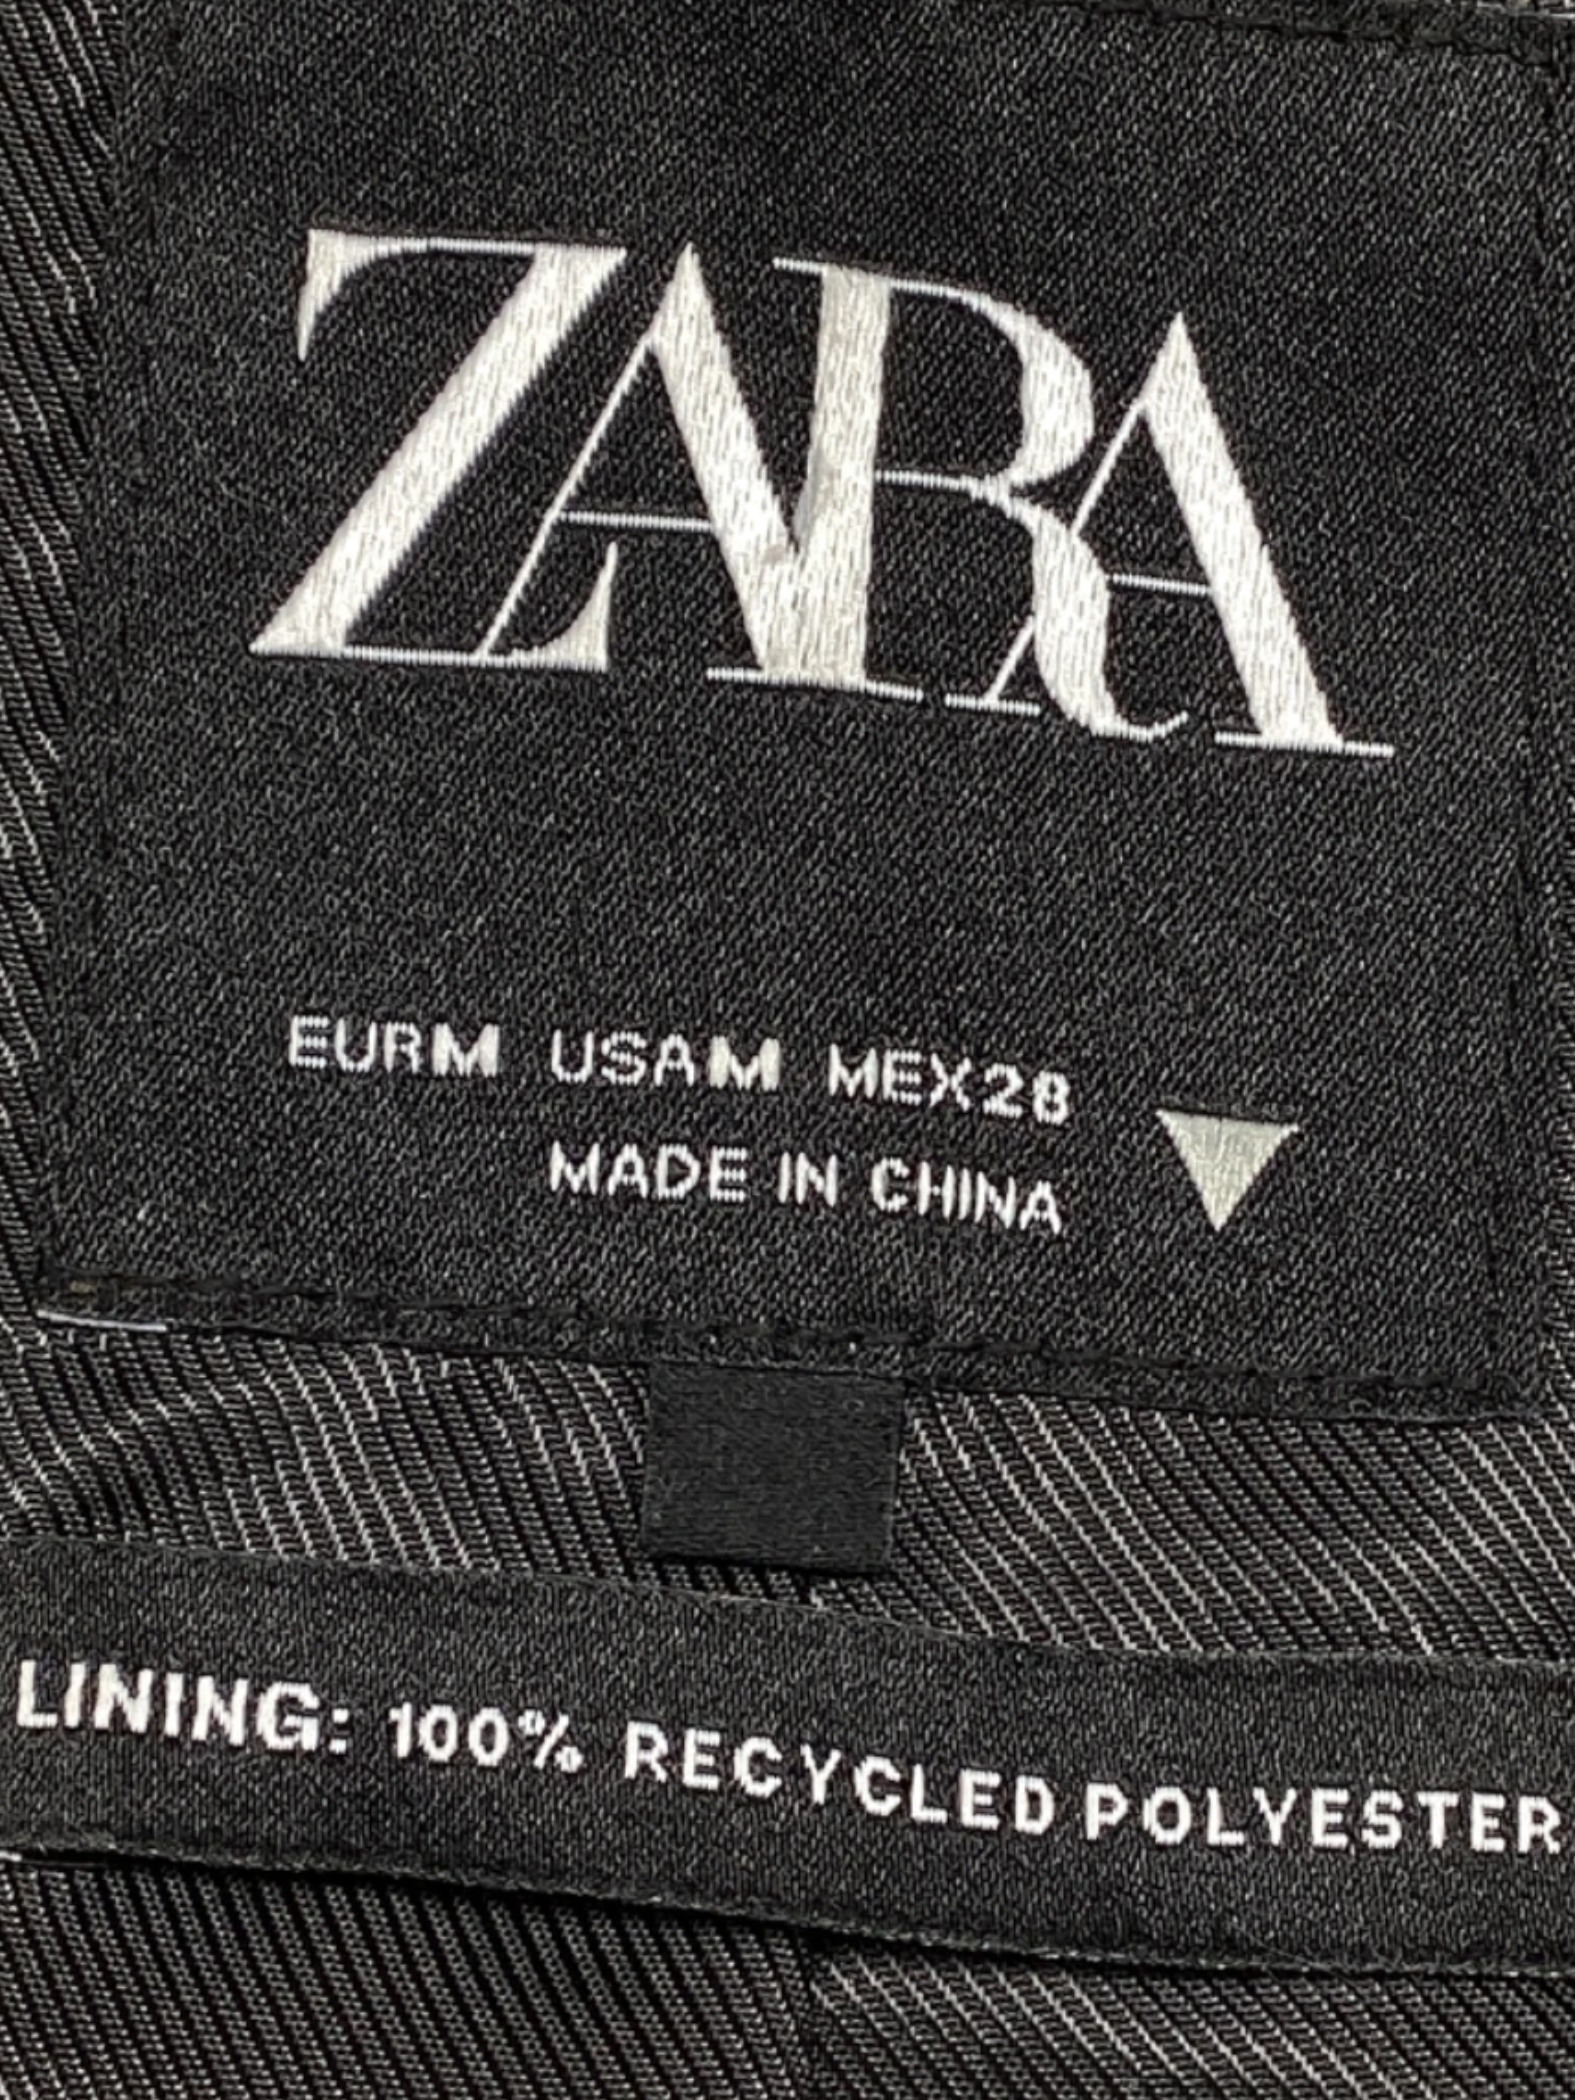 ZARA
EURM USAM MEX28
MADE IN CHINA
LINING: 100% RECYCLED POLYESTER